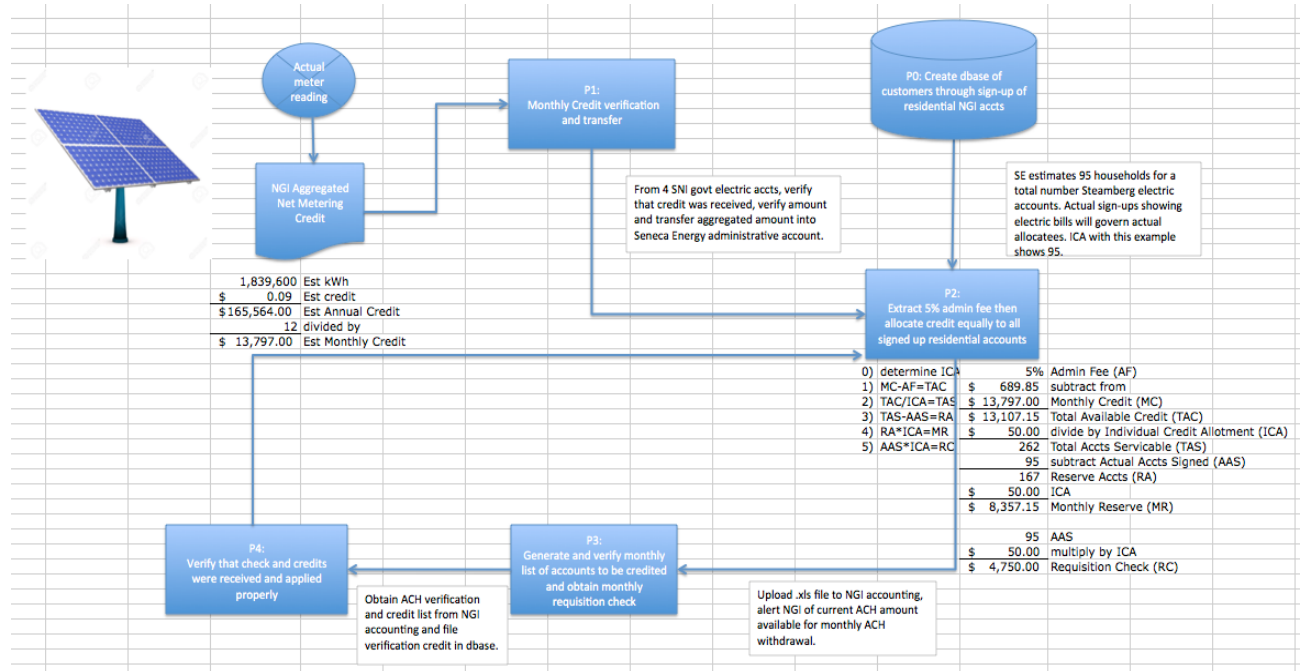 Actual
meter
reading
P1:
Monthly Credit verification
and transfer
P0: Create dbase of
customers through sign-up of
residential NGI accts
NGI Aggregated
Net Metering
Credit
From 4 SNI govt electric accts, verify
that credit was received, verify amount
and transfer aggregated amount into
Seneca Energy administrative account.
SE estimates 95 households for a
total number Steamberg electric
accounts. Actual sign-ups showing
electric bills will govern actual
allocatees. ICA with this example
shows 95.
1,839,600 Est kWh
$ 0.09 Est credit
$165,564.00 Est Annual Credit
12 divided by
$ 13,797.00 Est Monthly Credit
P2:
Extract 5% admin fee then
allocate credit equally to all
signed up residential accounts
0) determine ICA
1) MC-AF=TAC
2) TAC/ICA=TAS
3) TAS-AAS=RA
4) RA*ICA=MR
5) AAS*ICA=RC
5% Admin Fee (AF)
$ 689.85 subtract from
$ 13,797.00 Monthly Credit (MC)
$ 13,107.15 Total Available Credit (TAC)
$ 50.00 divide by Individual Credit Allotment (ICA)
262 Total Accts Servicable (TAS)
95 subtract Actual Accts Signed (AAS)
167 Reserve Accts (RA)
$ 50.00 ICA
$ 8,357.15 Monthly Reserve (MR)
95 AAS
$ 50.00 multiply by ICA
$ 4,750.00 Requisition Check (RC)
P4:
Verify that check and credits
were received and applied
properly
P3:
Generate and verify monthly
list of accounts to be credited
and obtain monthly
requisition check
Obtain ACH verification
and credit list from NGI
accounting and file
verification credit in dbase.
Upload .xls file to NGI accounting,
alert NGI of current ACH amount
available for monthly ACH
withdrawal.